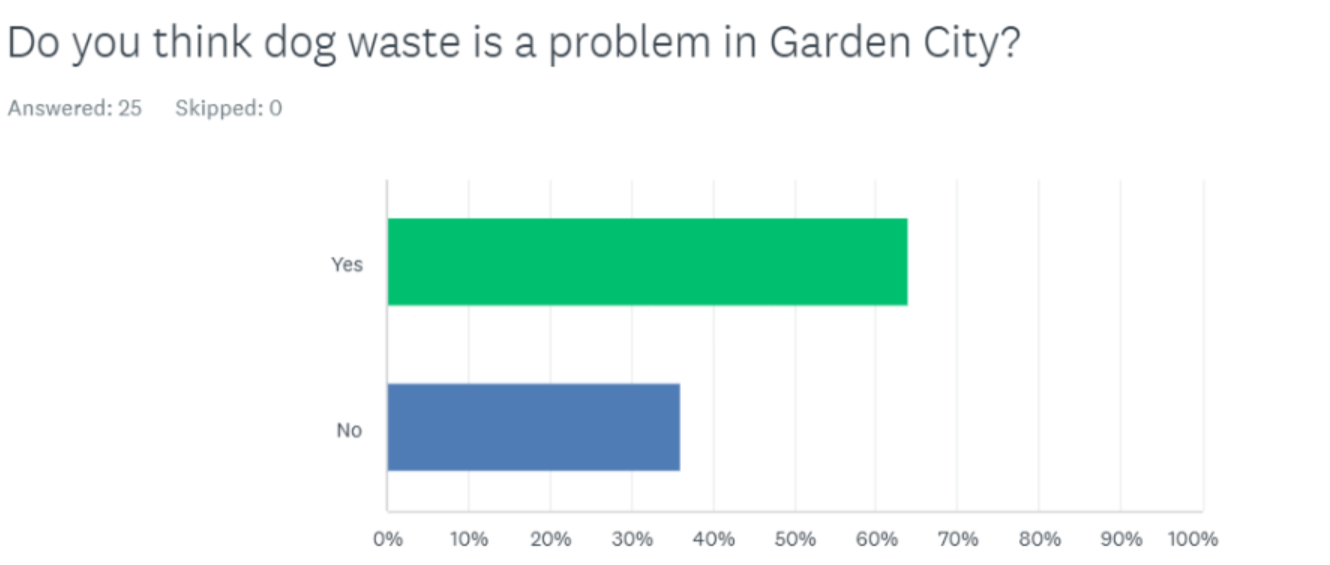 Do you think dog waste is a problem in Garden City?
Answered: 25 Skipped: 0
Yes
No
0% 10% 20% 30% 40% 50% 60% 70% 80% 90% 100%